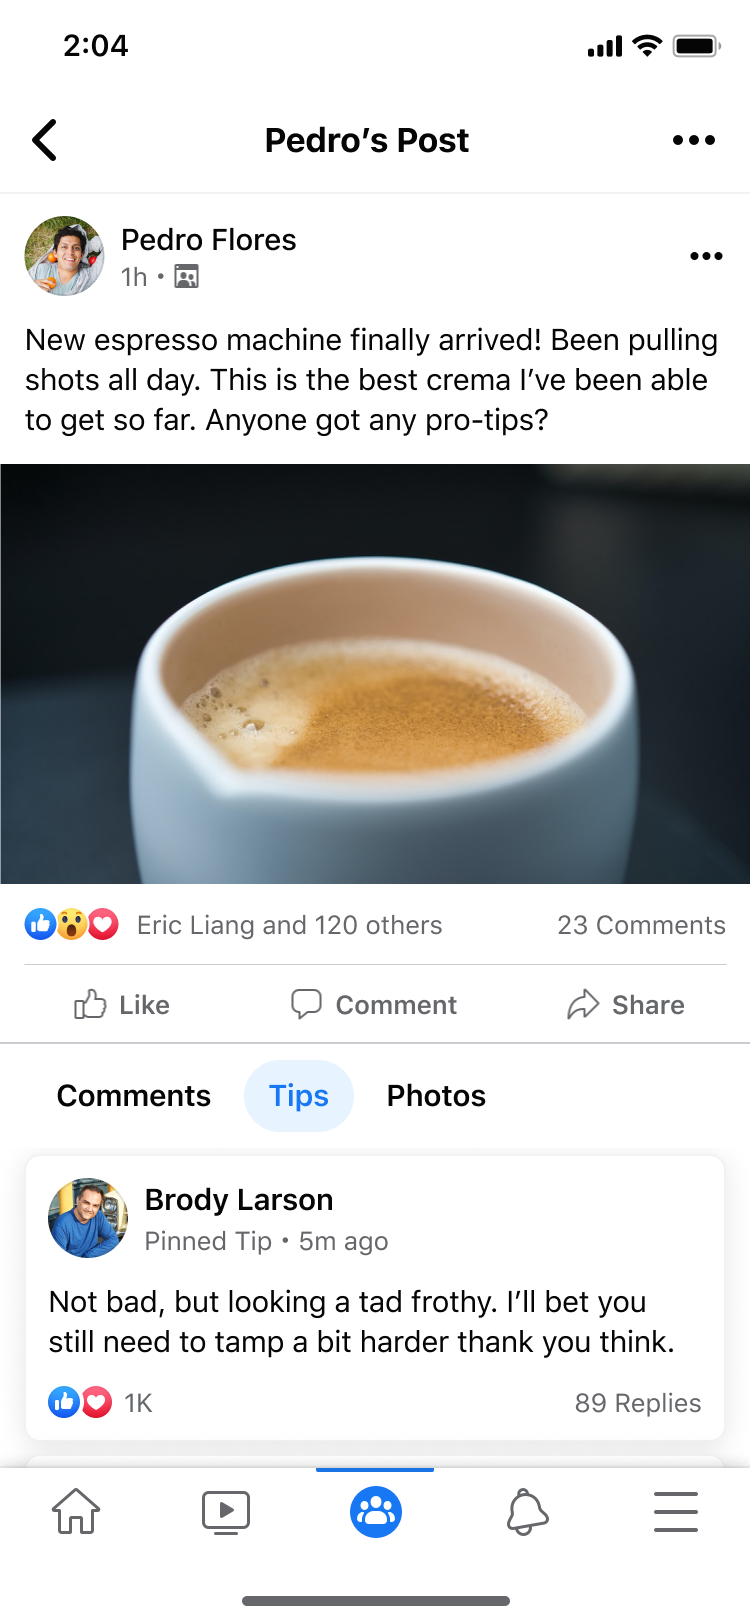 2:04
Pedro’s Post
Pedro Flores
1h •
New espresso machine finally arrived! Been pulling
shots all day. This is the best crema I’ve been able
to get so far. Anyone got any pro-tips?
Eric Liang and 120 others
23 Comments
Like
Comment
Share
Comments
Tips
Photos
Brody Larson
Pinned Tip • 5m ago
Not bad, but looking a tad frothy. I’ll bet you
still need to tamp a bit harder thank you think.
1K
89 Replies